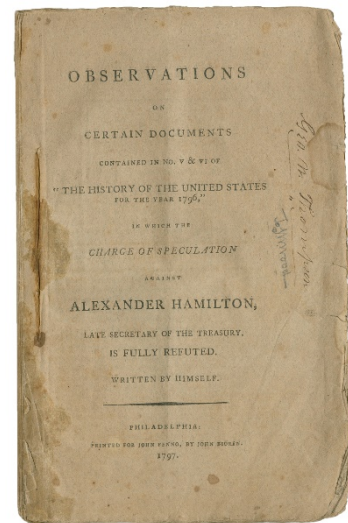 OBSERVATIONS
ON
CERTAIN DOCUMENTS
CONTAINED IN NO. V & VI OF
"THE HISTORY OF THE UNITED STATES
FOR THE YEAR 1796,"
IN WHICH THE
CHARGE OF SPECULATION
AGAINST
ALEXANDER HAMILTON,
LATE SECRETARY OF THE TREASURY,
IS FULLY REFUTED.
WRITTEN BY HIMSELF.
PHILADELPHIA:
PRINTED FOR JOHN FENNO, BY JOHN BIOREN.
1797.